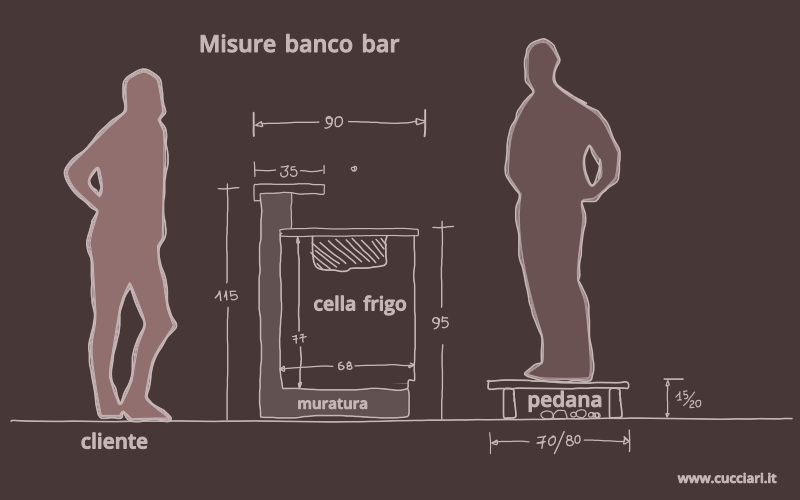 Misure banco bar
90
35
115
cella frigo
95
77
68
muratura
pedana
15/20
cliente
70/80
www.cucciari.it